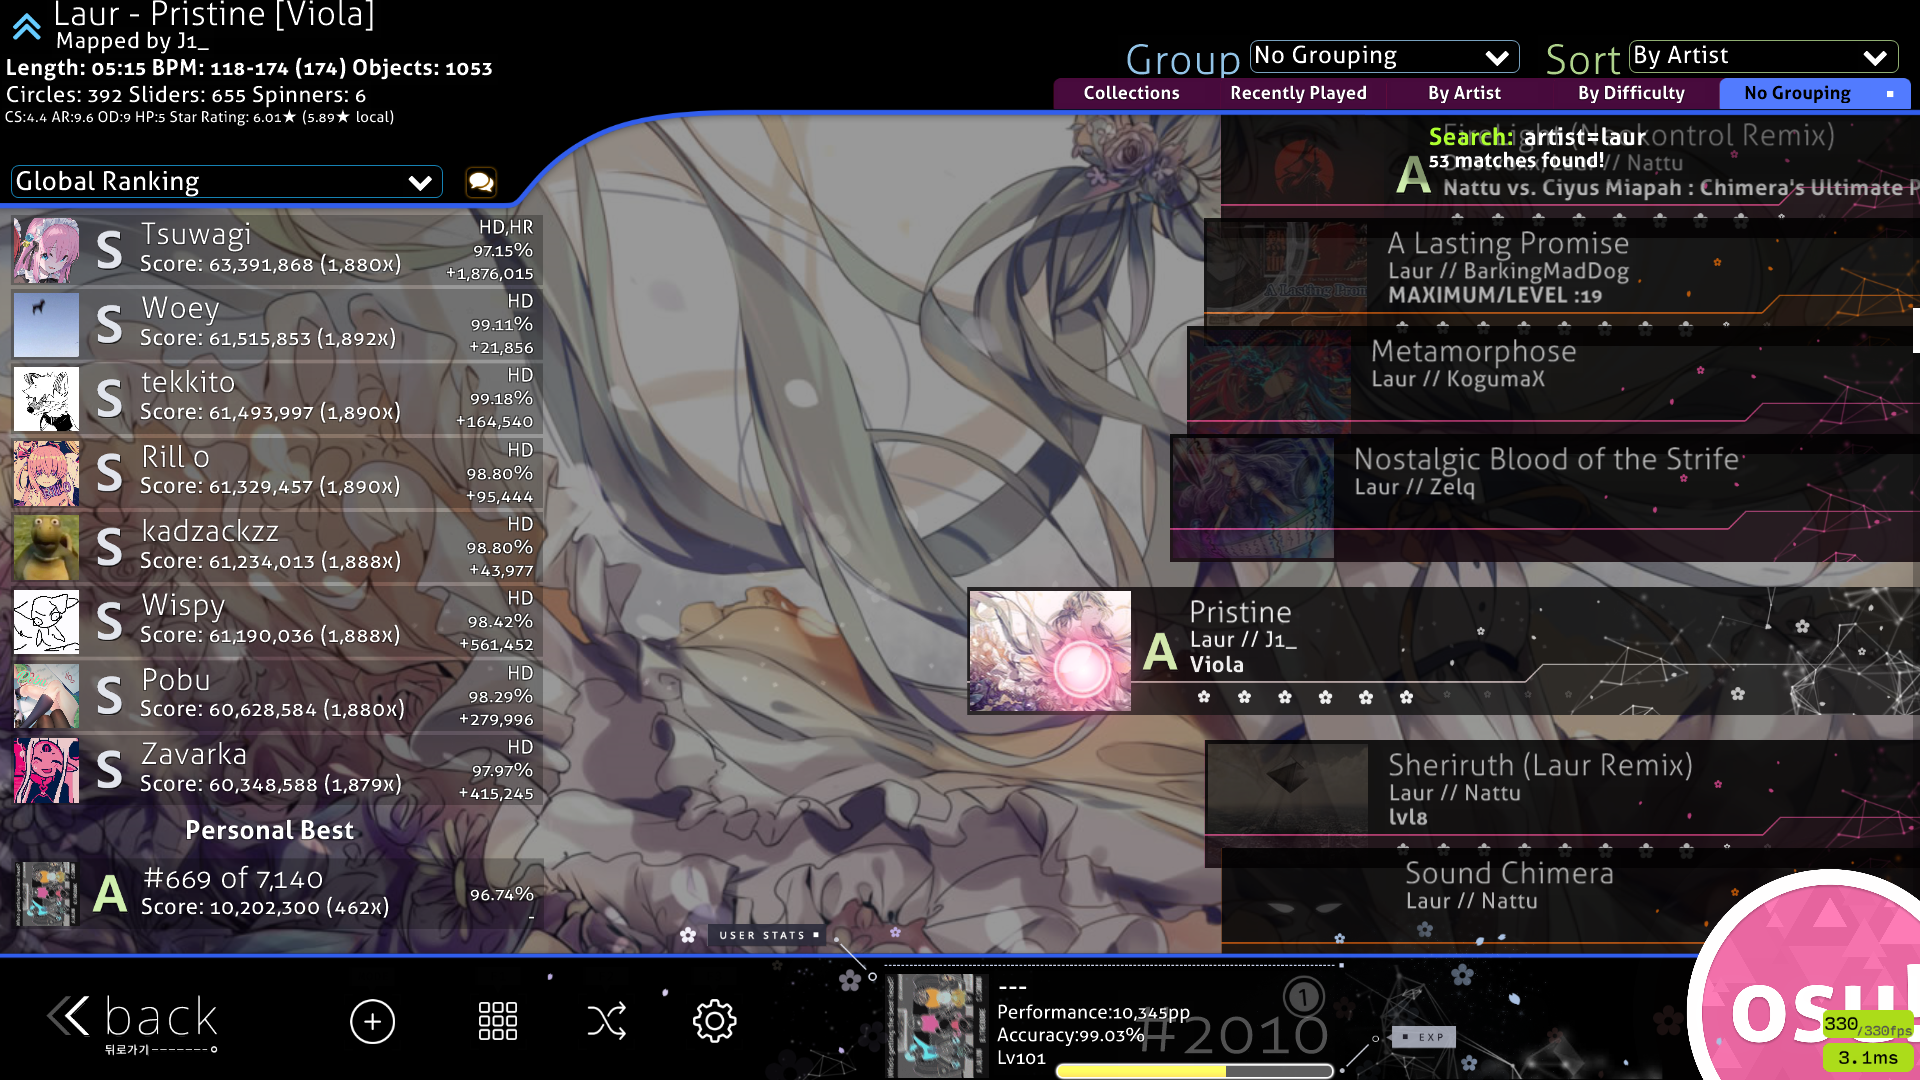 Laur - Pristine [Viola]
Mapped by J1_
Length: 05:15 BPM: 118-174 (174) Objects: 1053
Circles: 392 Sliders: 655 Spinners: 6
CS:4.4 AR:9.6 OD:9 HP:5 Star Rating: 6.01★ (5.89★ local)
Group No Grouping
Sort By Artist
Collections
Recently Played
By Artist
By Difficulty
No Grouping
Search: artist=laur
53 matches found!
Global Ranking
Tsuwagi
Score: 63,391,868 (1,880x)
HD,HR
97.15%
+1,876,015
Woey
Score: 61,515,853 (1,892x)
HD
99.11%
+21,856
tekkito
Score: 61,493,997 (1,890x)
HD
99.18%
+164,540
Rill o
Score: 61,329,457 (1,890x)
HD
98.80%
+95,444
kadzackzz
Score: 61,234,013 (1,888x)
HD
98.80%
+43,977
Wispy
Score: 61,190,036 (1,888x)
HD
98.42%
+561,452
Pobu
Score: 60,628,584 (1,880x)
HD
98.29%
+279,996
Zavarka
Score: 60,348,588 (1,879x)
HD
97.97%
+415,245
S
S
S
S
S
S
S
S
Personal Best
A
#669 of 7,140
Score: 10,202,300 (462x)
96.74%
-
A
(Neokontrol Remix)
// Nattu
Nattu vs. Ciyus Miapah : Chimera's Ultimate P
A Lasting Promise
Laur // BarkingMadDog
MAXIMUM/LEVEL :19
Metamorphose
Laur // KogumaX
Nostalgic Blood of the Strife
Laur // Zelq
A
Pristine
Laur // J1_
Viola
Sheriruth (Laur Remix)
Laur // Nattu
lvl8
Sound Chimera
Laur // Nattu
USER STATS
back
뒤로가기
---
Performance:10,345pp
Accuracy:99.03%
Lv101
#2010
1
EXP
osu!
330/330fps
3.1ms